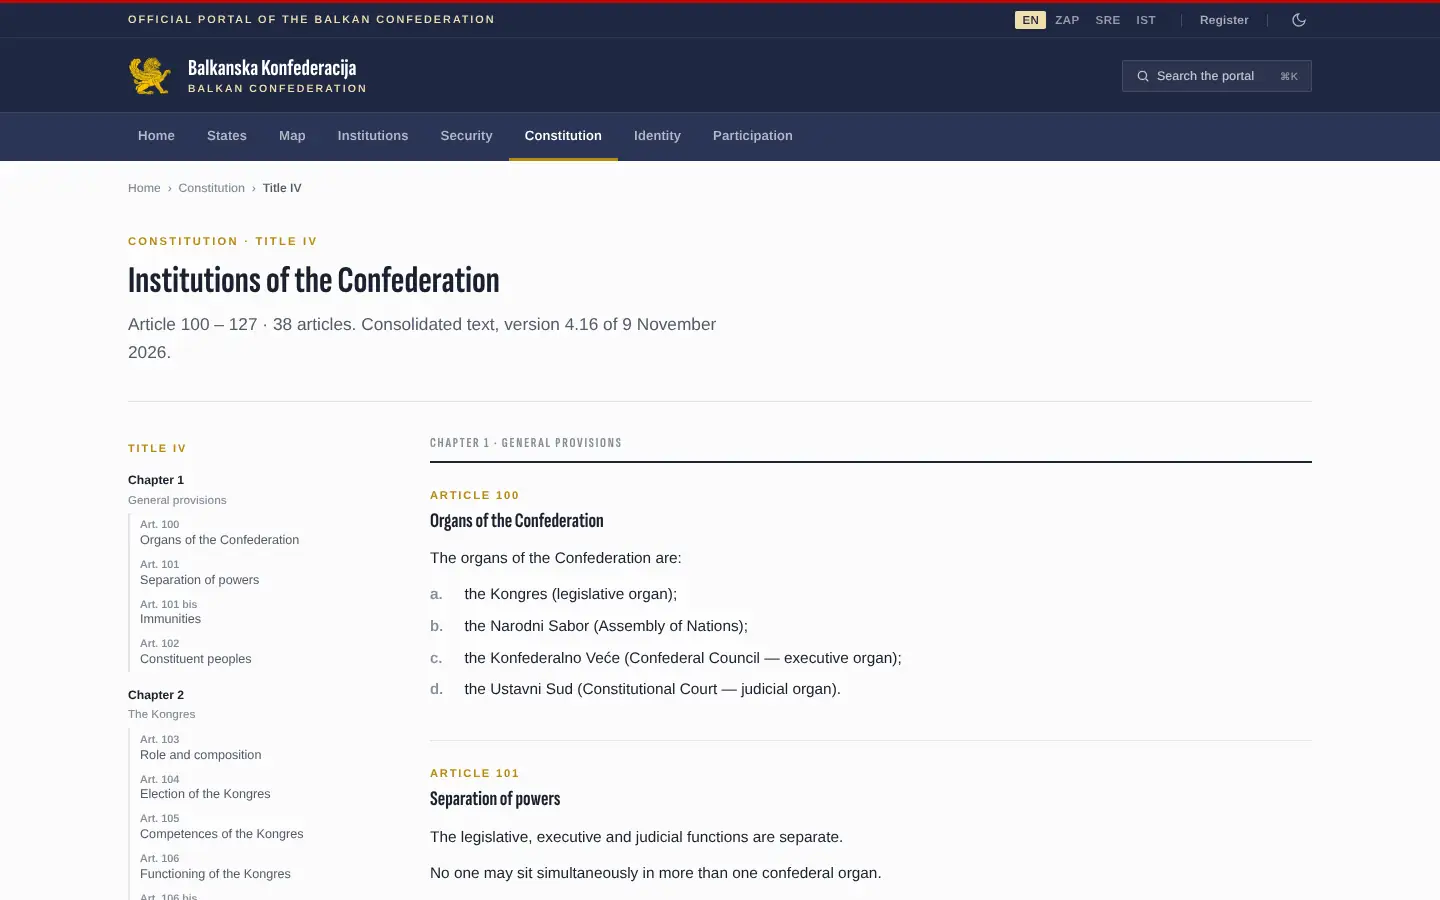 OFFICIAL PORTAL OF THE BALKAN CONFEDERATION
EN ZAP SRE IST Register
Balkanska Konfederacija
BALKAN CONFEDERATION
Search the portal ⌘K
Home States Map Institutions Security Constitution Identity Participation
Home › Constitution › Title IV
CONSTITUTION · TITLE IV
Institutions of the Confederation
Article 100 – 127 · 38 articles. Consolidated text, version 4.16 of 9 November
2026.
TITLE IV
Chapter 1
General provisions
Art. 100
Organs of the Confederation
Art. 101
Separation of powers
Art. 101 bis
Immunities
Art. 102
Constituent peoples
Chapter 2
The Kongres
Art. 103
Role and composition
Art. 104
Election of the Kongres
Art. 105
Competences of the Kongres
Art. 106
Functioning of the Kongres
Art. 106 bis
CHAPTER 1 · GENERAL PROVISIONS
ARTICLE 100
Organs of the Confederation
The organs of the Confederation are:
a. the Kongres (legislative organ);
b. the Narodni Sabor (Assembly of Nations);
c. the Konfederalno Veće (Confederal Council — executive organ);
d. the Ustavni Sud (Constitutional Court — judicial organ).
ARTICLE 101
Separation of powers
The legislative, executive and judicial functions are separate.
No one may sit simultaneously in more than one confederal organ.